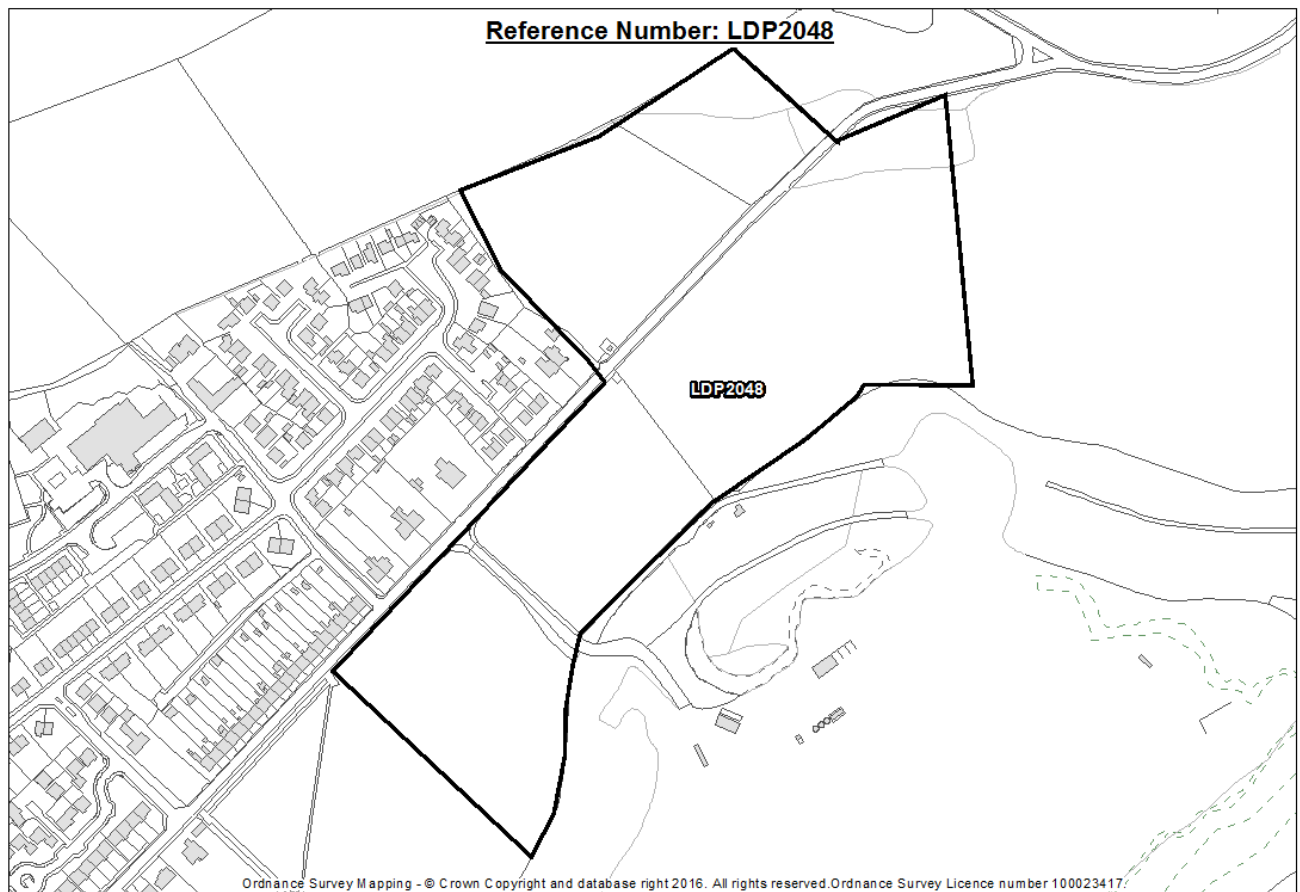 Reference Number: LDP2048
LDP2048
Ordnance Survey Mapping - © Crown Copyright and database right 2016. All rights reserved.Ordnance Survey Licence number 100023417.